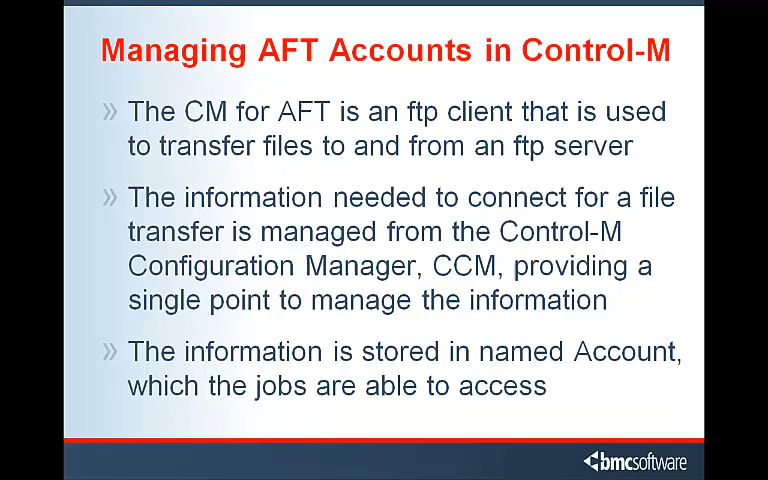 Managing AFT Accounts in Control-M
» The CM for AFT is an ftp client that is used
to transfer files to and from an ftp server
» The information needed to connect for a file
transfer is managed from the Control-M
Configuration Manager, CCM, providing a
single point to manage the information
» The information is stored in named Account,
which the jobs are able to access
bmcsoftware